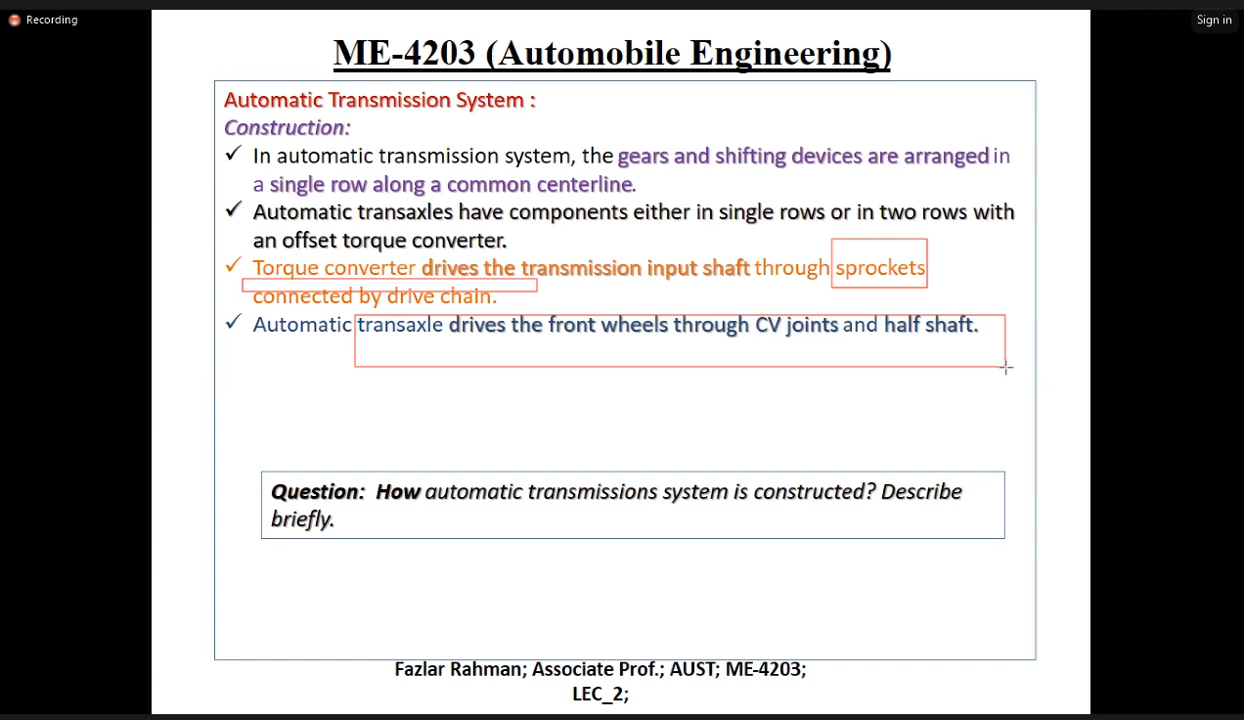 Recording
Sign in
ME-4203 (Automobile Engineering)
Automatic Transmission System :
Construction:
✓ In automatic transmission system, the gears and shifting devices are arranged in
a single row along a common centerline.
✓ Automatic transaxles have components either in single rows or in two rows with
an offset torque converter.
✓ Torque converter drives the transmission input shaft through sprockets
connected by drive chain.
✓ Automatic transaxle drives the front wheels through CV joints and half shaft.
Question: How automatic transmissions system is constructed? Describe
briefly.
Fazlar Rahman; Associate Prof.; AUST; ME-4203;
LEC_2;